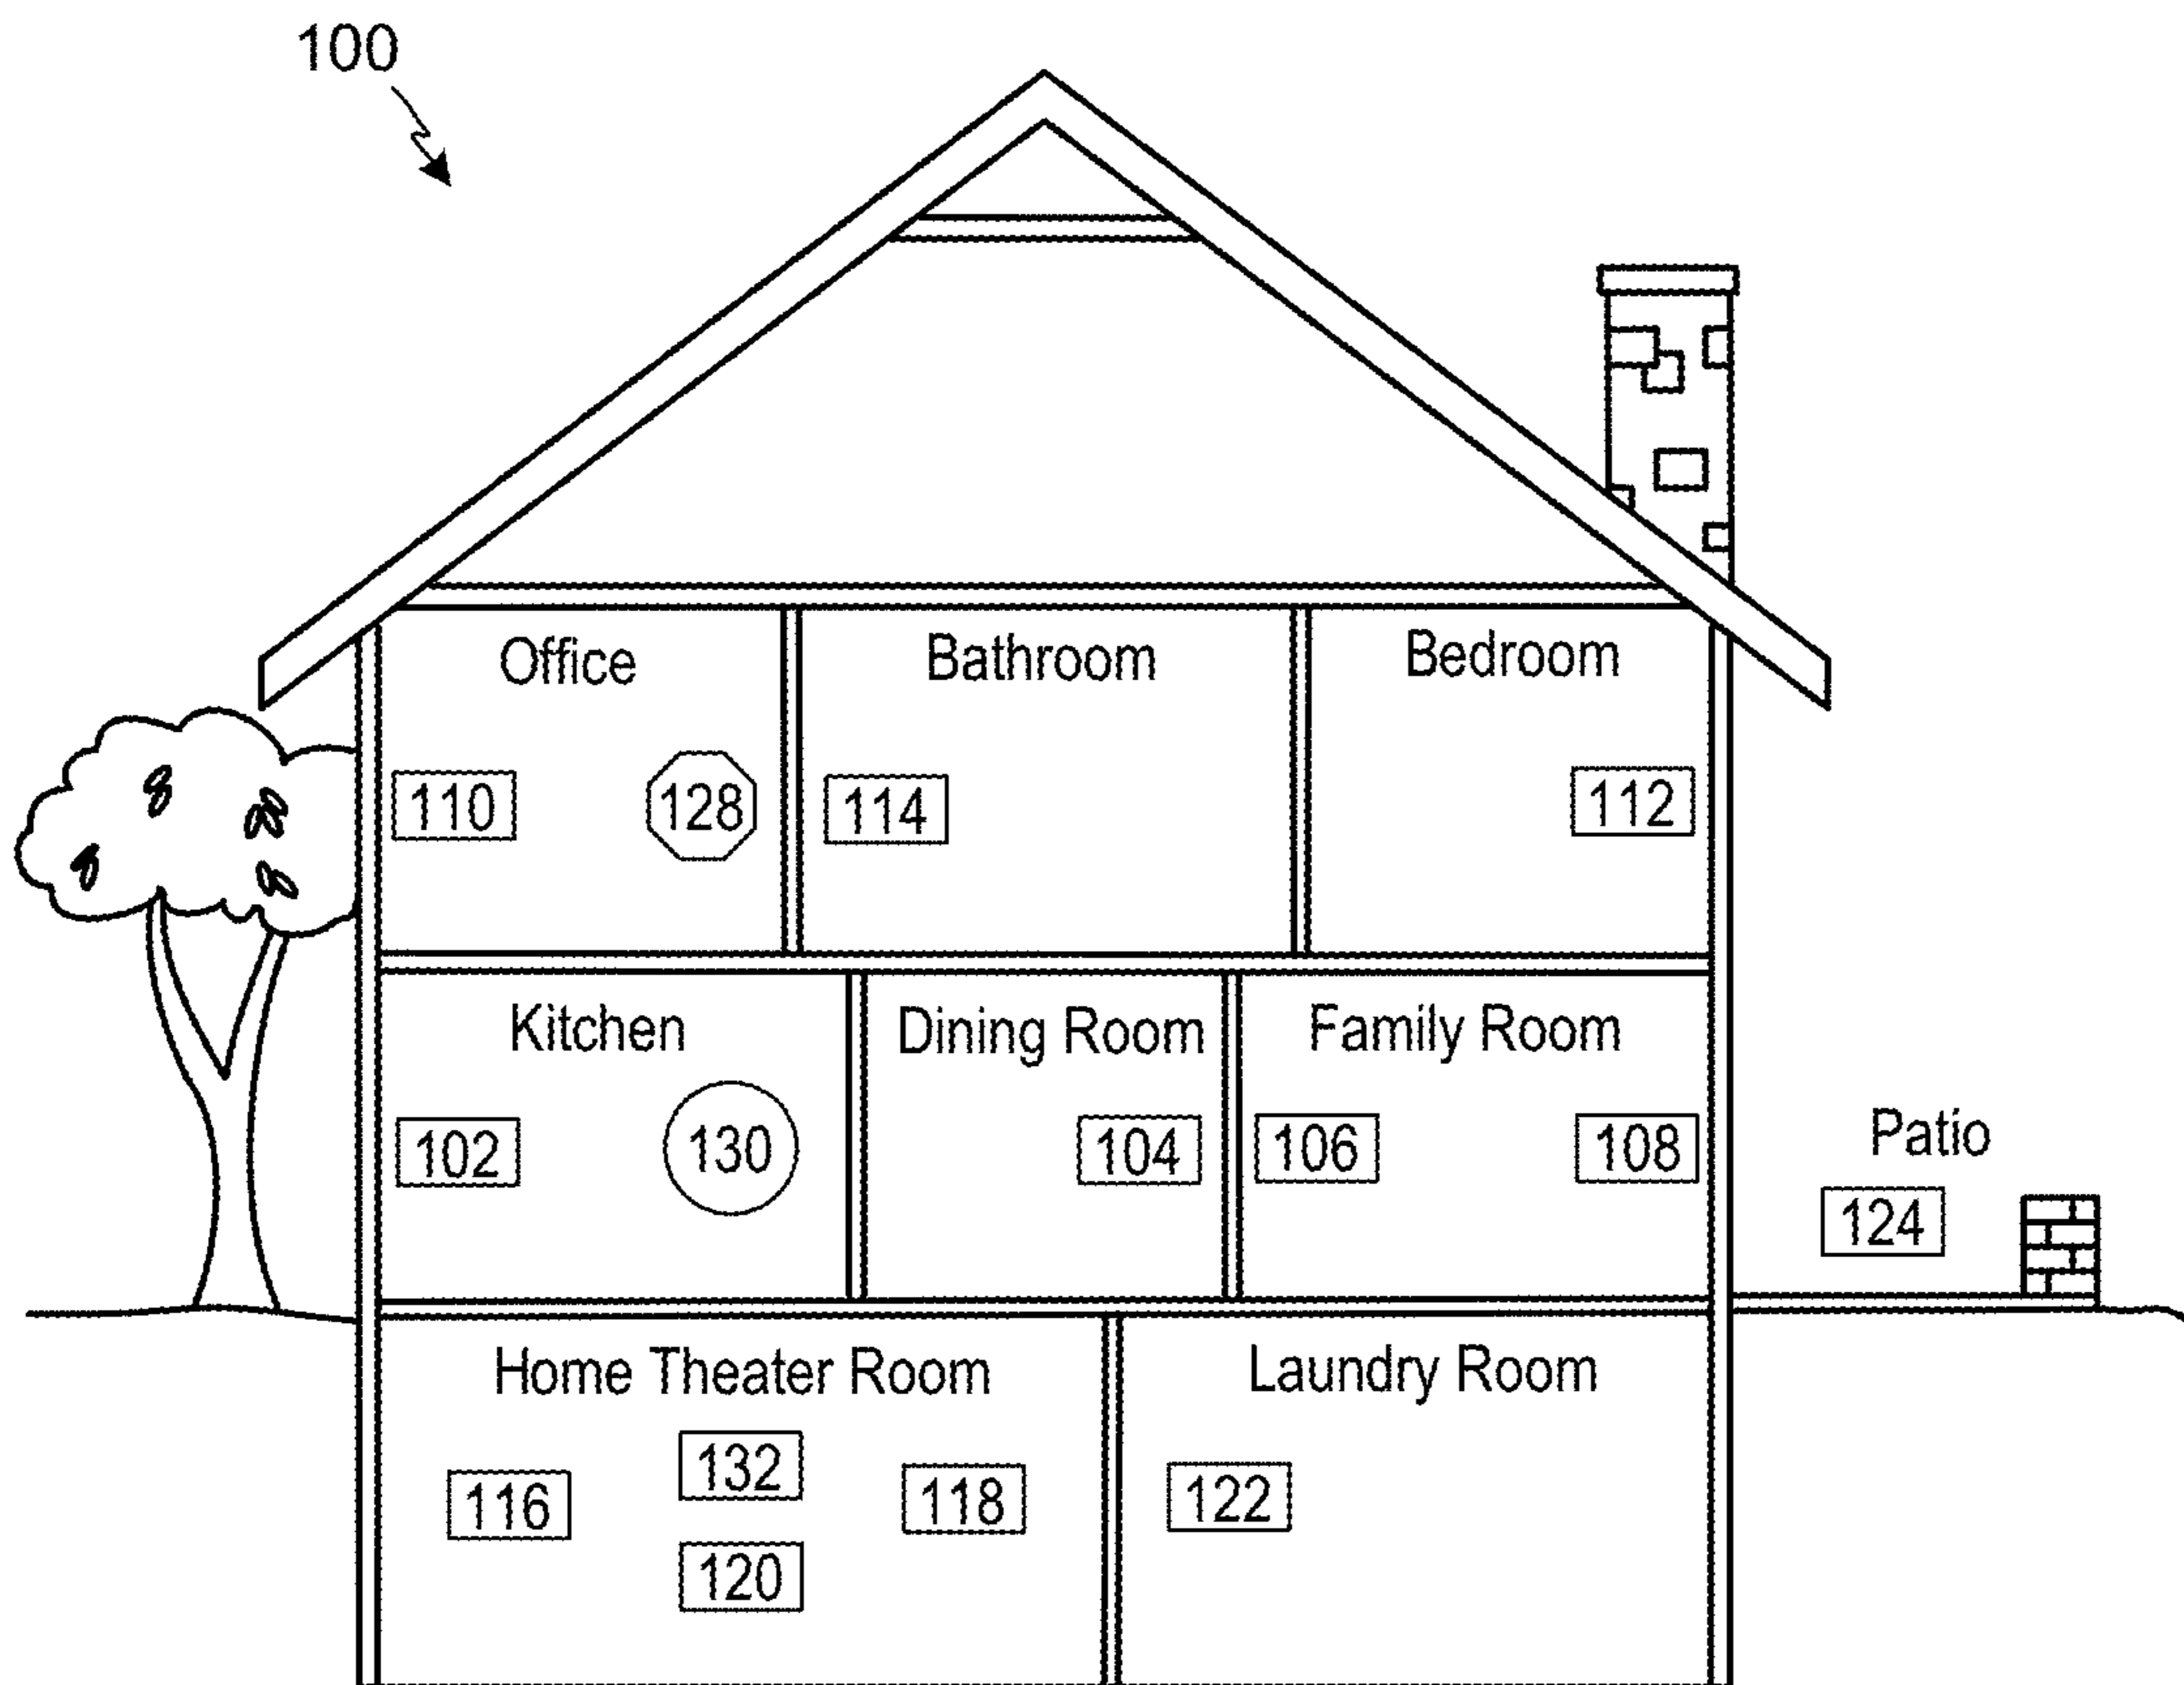 100
Office
Bathroom
Bedroom
110
128
114
112
Kitchen
Dining Room
Family Room
102
130
104
106
108
Patio
124
Home Theater Room
Laundry Room
116
132
118
120
122